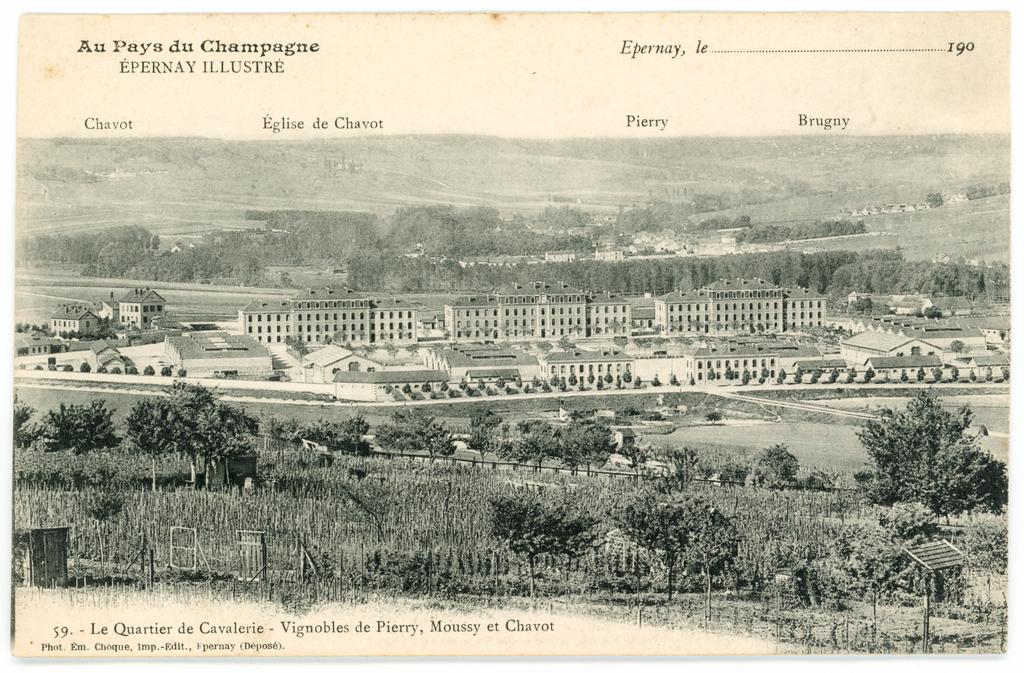 Au Pays du Champagne
ÉPERNAY ILLUSTRÉ
Epernay, le 190
Chavot Église de Chavot Pierry Brugny
59. - Le Quartier de Cavalerie - Vignobles de Pierry, Moussy et Chavot
Phot. Ém. Choque, Imp.-Edit., Epernay (Déposé).